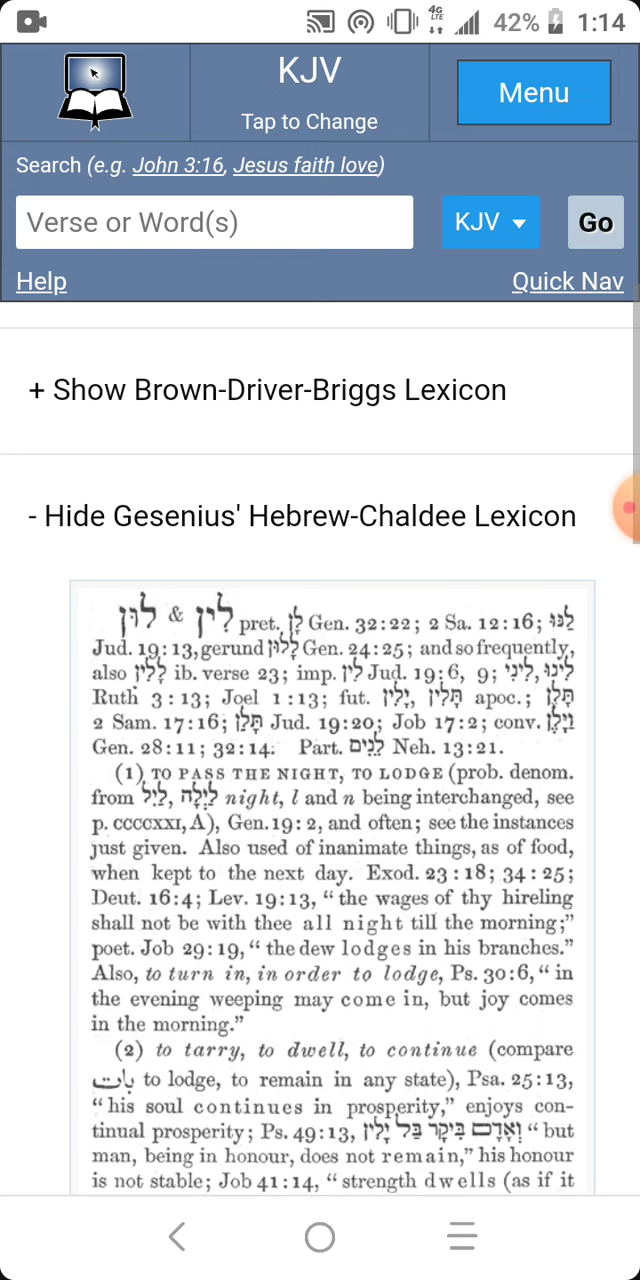 4G
LTE
42%
1:14
KJV
Tap to Change
Menu
Search (e.g. John 3:16, Jesus faith love)
Verse or Word(s)
KJV
Go
Help
Quick Nav
+ Show Brown-Driver-Briggs Lexicon
- Hide Gesenius' Hebrew-Chaldee Lexicon
לִין & לוּן pret. לָן Gen. 32:22; 2 Sa. 12:16; לַנּוּ
Jud. 19:13, gerund לָלוּן Gen. 24:25; and so frequently,
also לָלִין ib. verse 23; imp. לִין Jud. 19:6, 9; לִינִי, לִינוּ
Ruth 3:13; Joel 1:13; fut. תָּלִין, יָלִין apoc.; תָּלַן
2 Sam. 17:16; תָּלַן Jud. 19:20; Job 17:2; conv. וַיָּלֶן
Gen. 28:11; 32:14. Part. לָנִים Neh. 13:21.
(1) TO PASS THE NIGHT, TO LODGE (prob. denom.
from לַיִל, לַיְלָה night, l and n being interchanged, see
p. CCCCXXI, A), Gen. 19:2, and often; see the instances
just given. Also used of inanimate things, as of food,
when kept to the next day. Exod. 23:18; 34:25;
Deut. 16:4; Lev. 19:13, “the wages of thy hireling
shall not be with thee all night till the morning;”
poet. Job 29:19, “the dew lodges in his branches.”
Also, to turn in, in order to lodge, Ps. 30:6, “in
the evening weeping may come in, but joy comes
in the morning.”
(2) to tarry, to dwell, to continue (compare
بات to lodge, to remain in any state), Psa. 25:13,
“his soul continues in prosperity,” enjoys con-
tinual prosperity; Ps. 49:13, וְאָדָם בִּיקָר בַּל יָלִין “but
man, being in honour, does not remain,” his honour
is not stable; Job 41:14, “strength dwells (as if it